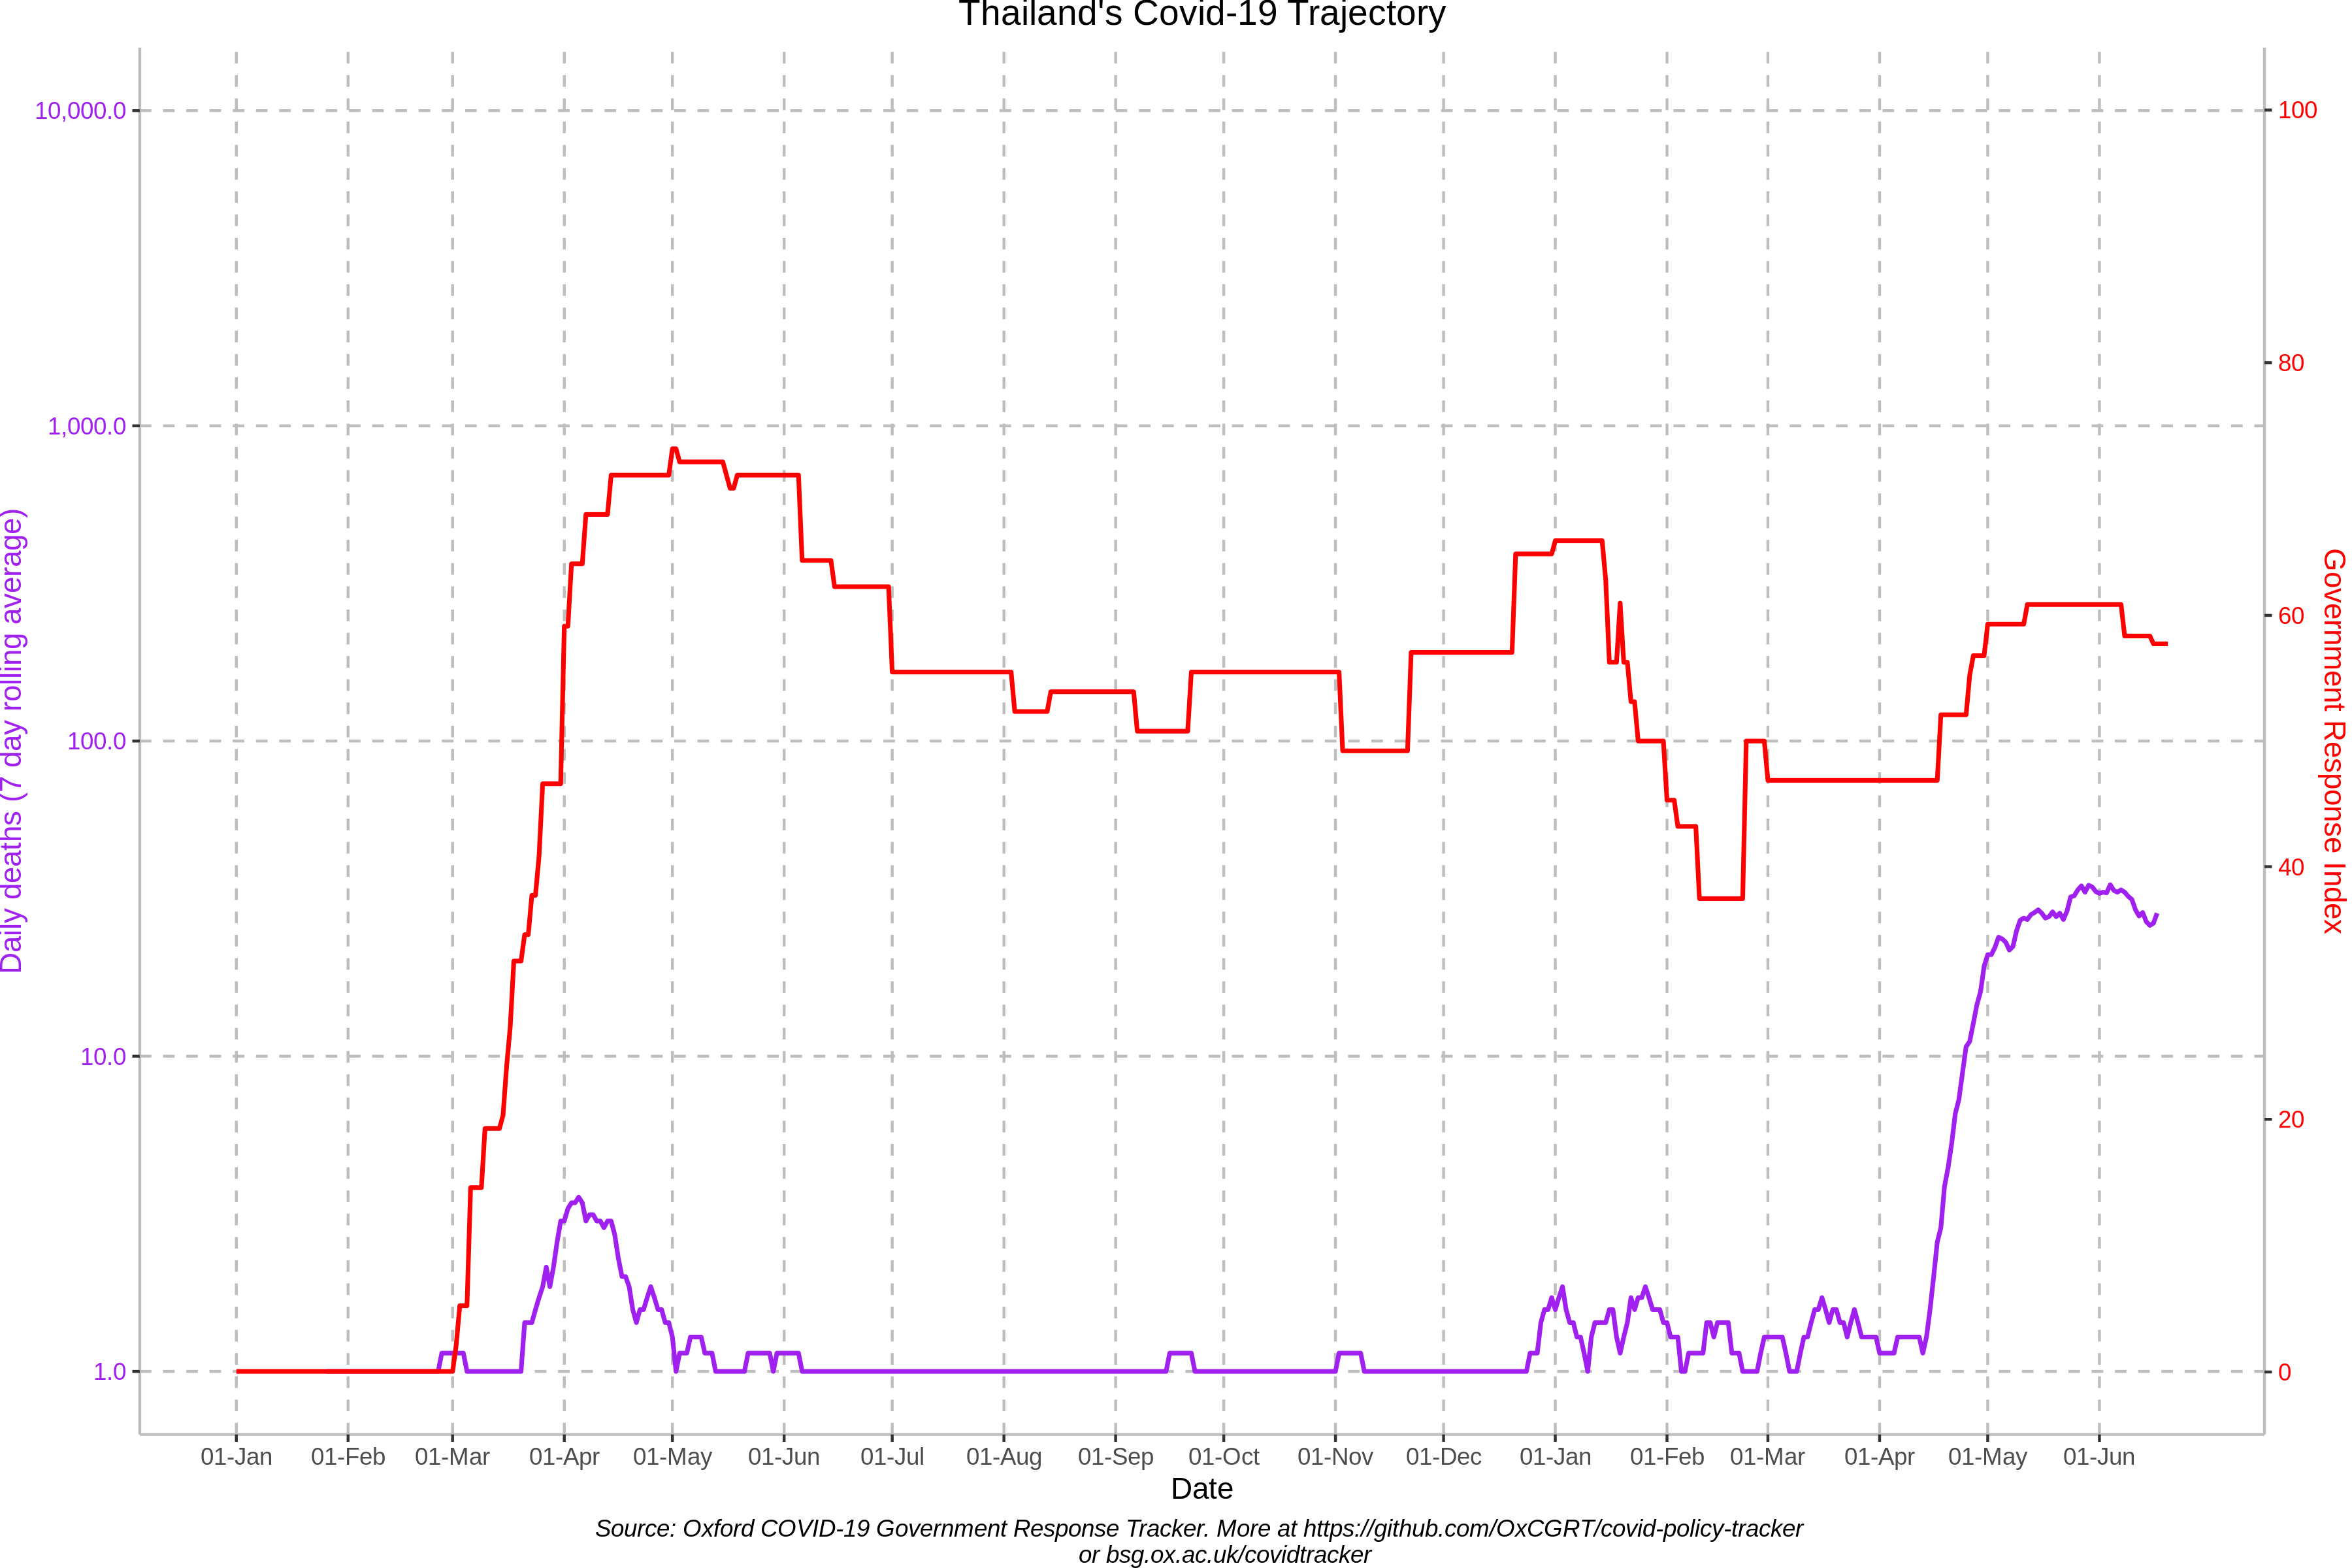 Thailand's Covid-19 Trajectory
10,000.0
1,000.0
100.0
10.0
1.0
Daily deaths (7 day rolling average)
100
80
60
40
20
0
Government Response Index
01-Jan 01-Feb 01-Mar 01-Apr 01-May 01-Jun 01-Jul 01-Aug 01-Sep 01-Oct 01-Nov 01-Dec 01-Jan 01-Feb 01-Mar 01-Apr 01-May 01-Jun
Date
Source: Oxford COVID-19 Government Response Tracker. More at https://github.com/OxCGRT/covid-policy-tracker
or bsg.ox.ac.uk/covidtracker